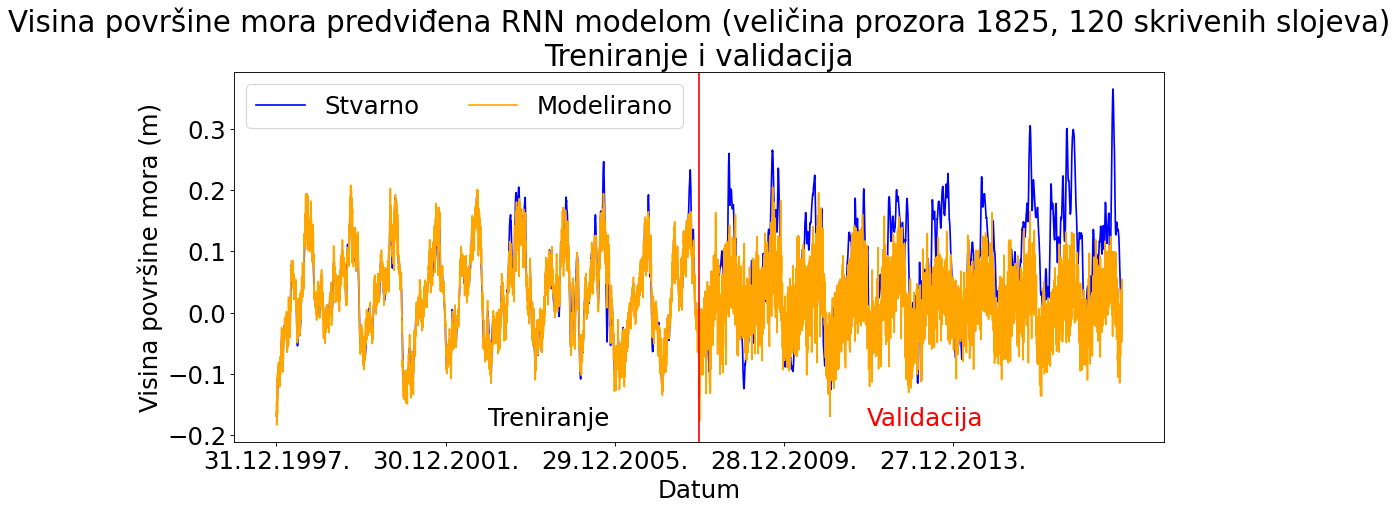 Visina površine mora predviđena RNN modelom (veličina prozora 1825, 120 skrivenih slojeva)
Treniranje i validacija
Stvarno
Modelirano
Visina površine mora (m)
0.3
0.2
0.1
0.0
−0.1
−0.2
Treniranje
Validacija
31.12.1997.
30.12.2001.
29.12.2005.
28.12.2009.
27.12.2013.
Datum